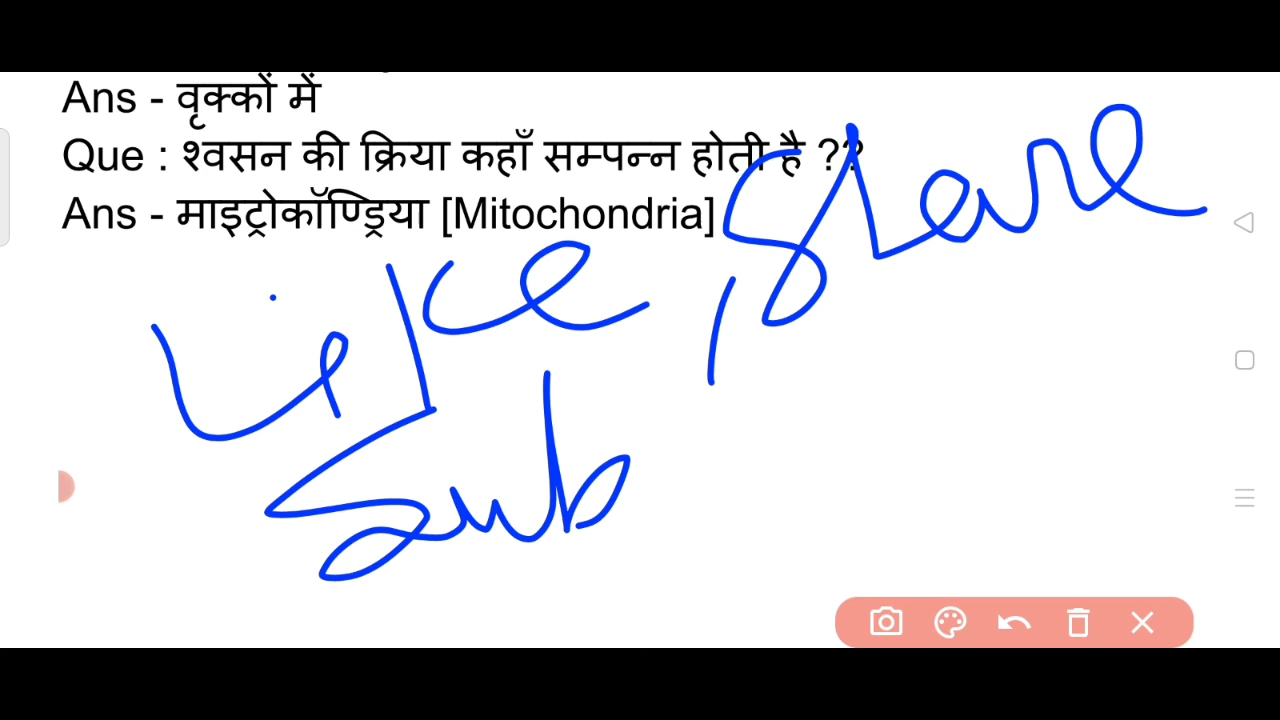 Ans - वृक्कों में
Que : श्वसन की क्रिया कहाँ सम्पन्न होती है ??
Ans - माइट्रोकॉण्ड्रिया [Mitochondria]
Like , Share
Sub